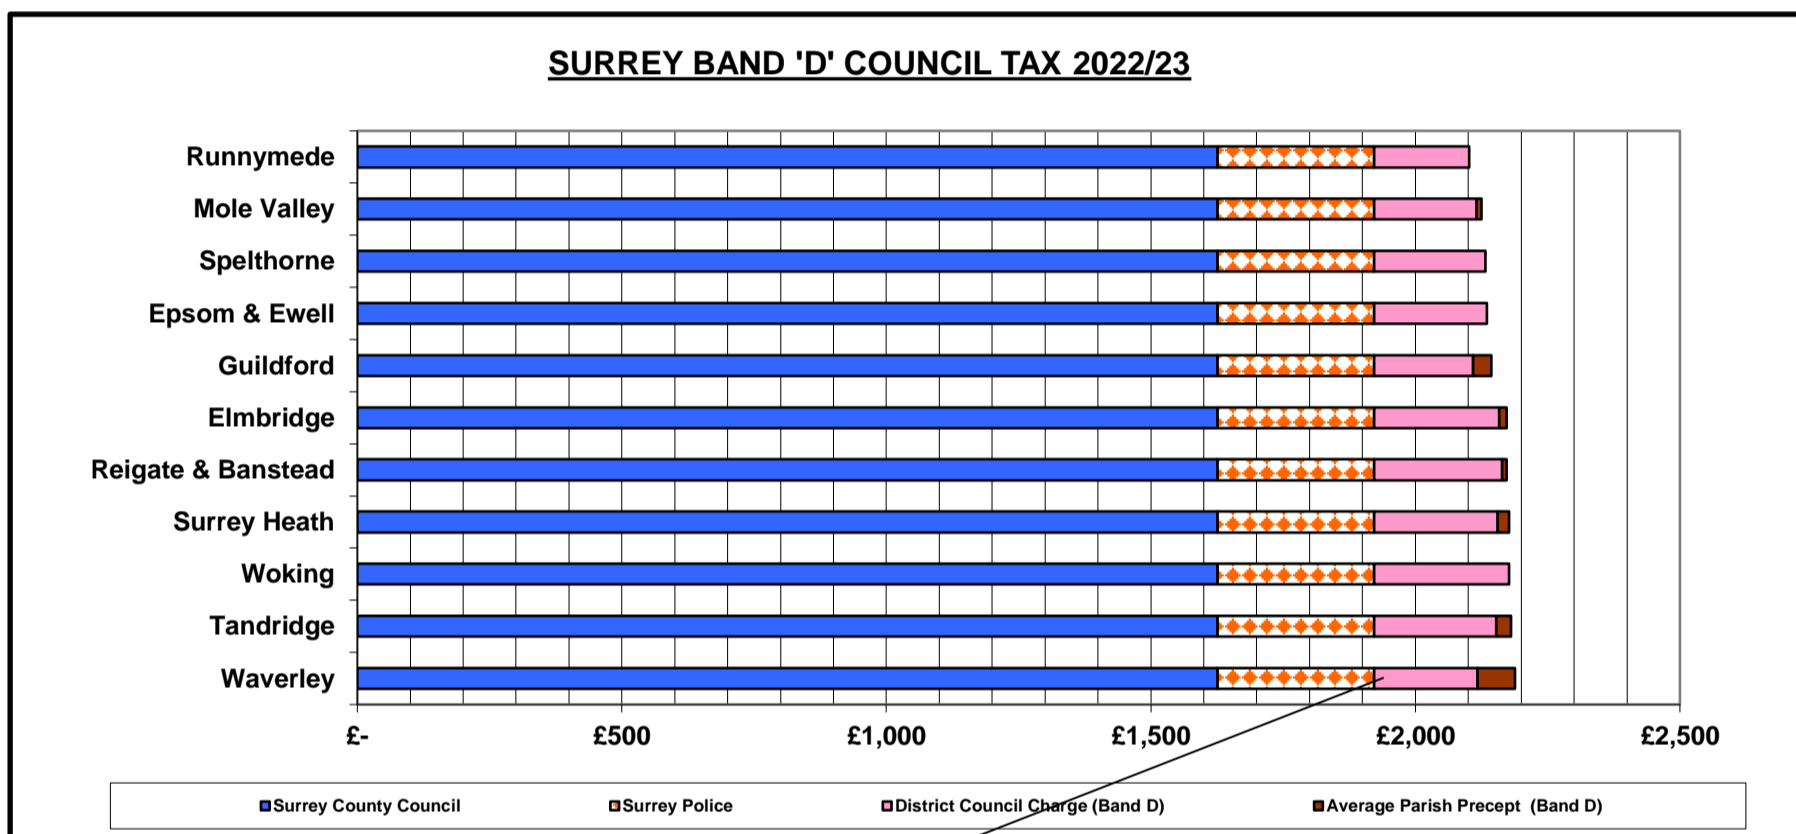 SURREY BAND 'D' COUNCIL TAX 2022/23
Runnymede
Mole Valley
Spelthorne
Epsom & Ewell
Guildford
Elmbridge
Reigate & Banstead
Surrey Heath
Woking
Tandridge
Waverley
£- £500 £1,000 £1,500 £2,000 £2,500
Surrey County Council Surrey Police District Council Charge (Band D) Average Parish Precept (Band D)